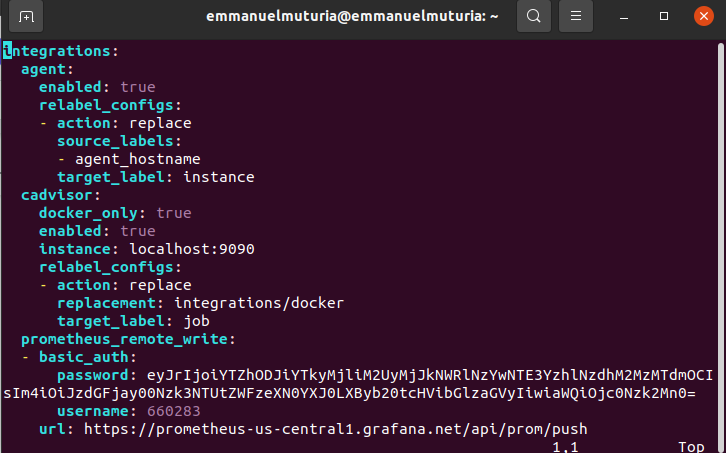 emmanuelmuturia@emmanuelmuturia: ~
integrations:
  agent:
    enabled: true
    relabel_configs:
    - action: replace
      source_labels:
      - agent_hostname
      target_label: instance
  cadvisor:
    docker_only: true
    enabled: true
    instance: localhost:9090
    relabel_configs:
    - action: replace
      replacement: integrations/docker
      target_label: job
  prometheus_remote_write:
  - basic_auth:
      password: eyJrIjoiYTZhODJiYTkyMjliM2UyMjJkNWRlNzYwNTE3YzhlNzdhM2MzMTdmOCI
sIm4iOiJzdGFjay00Nzk3NTUtZWFzeXN0YXJ0LXByb20tcHVibGlzaGVyIiwiaWQiOjc0Nzk2Mn0=
      username: 660283
    url: https://prometheus-us-central1.grafana.net/api/prom/push
1,1 Top